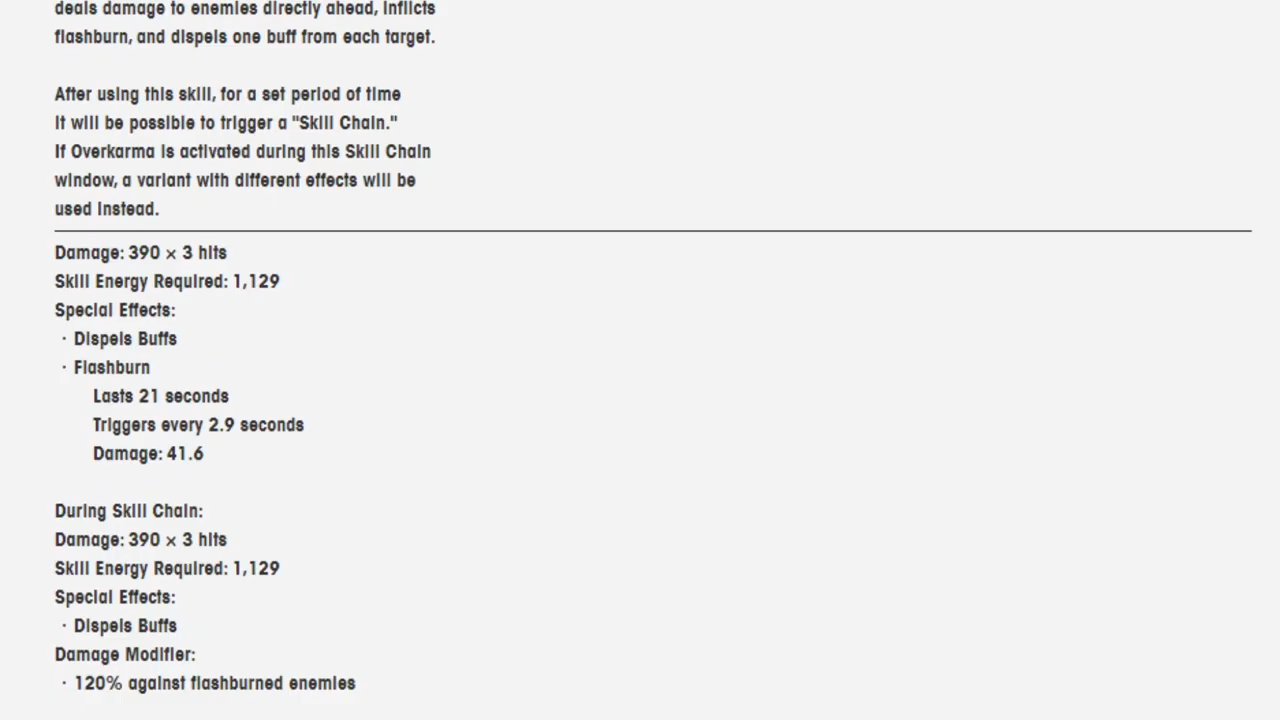 deals damage to enemies directly ahead, inflicts
flashburn, and dispels one buff from each target.
After using this skill, for a set period of time
it will be possible to trigger a "Skill Chain."
If Overkarma is activated during this Skill Chain
window, a variant with different effects will be
used instead.
Damage: 390 × 3 hits
Skill Energy Required: 1,129
Special Effects:
· Dispels Buffs
· Flashburn
Lasts 21 seconds
Triggers every 2.9 seconds
Damage: 41.6
During Skill Chain:
Damage: 390 × 3 hits
Skill Energy Required: 1,129
Special Effects:
· Dispels Buffs
Damage Modifier:
· 120% against flashburned enemies